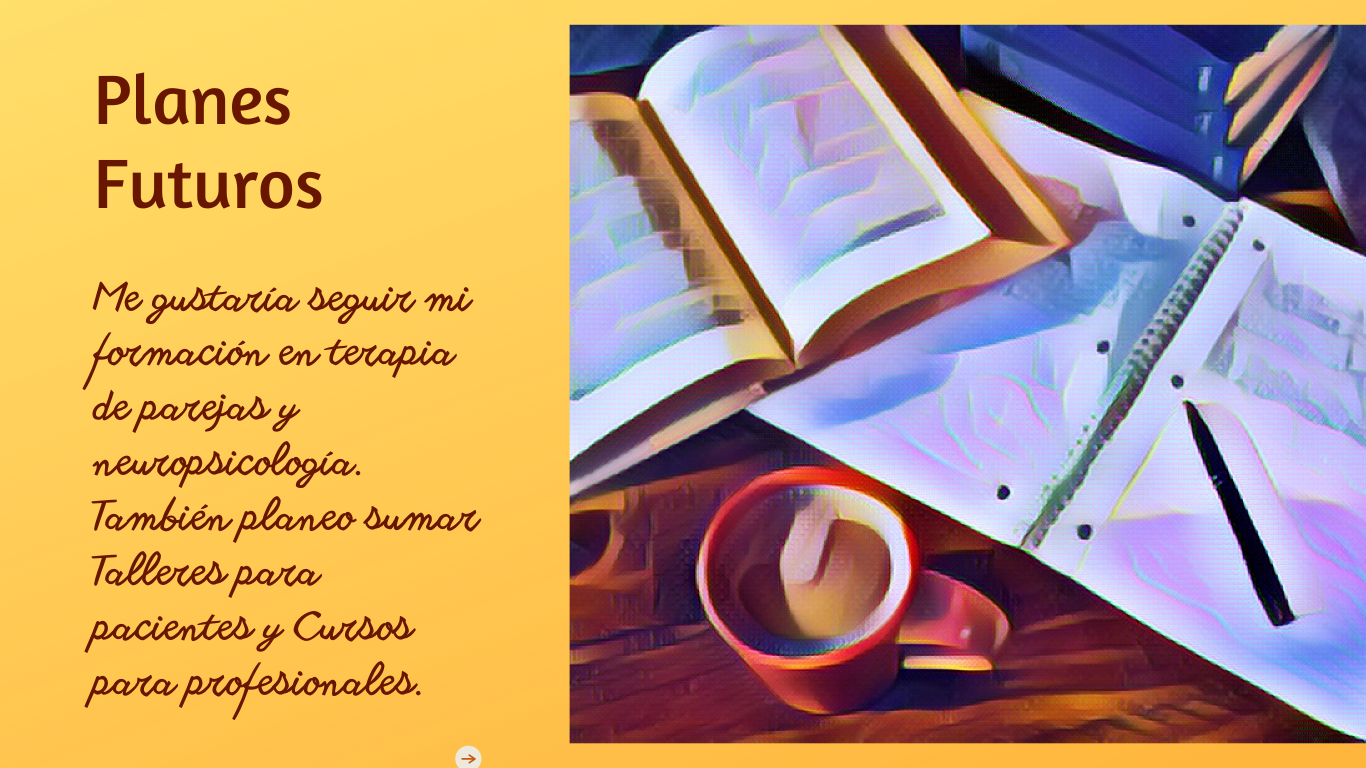 Planes
Futuros
Me gustaría seguir mi
formación en terapia
de parejas y
neuropsicología.
También planeo sumar
Talleres para
pacientes y Cursos
para profesionales.